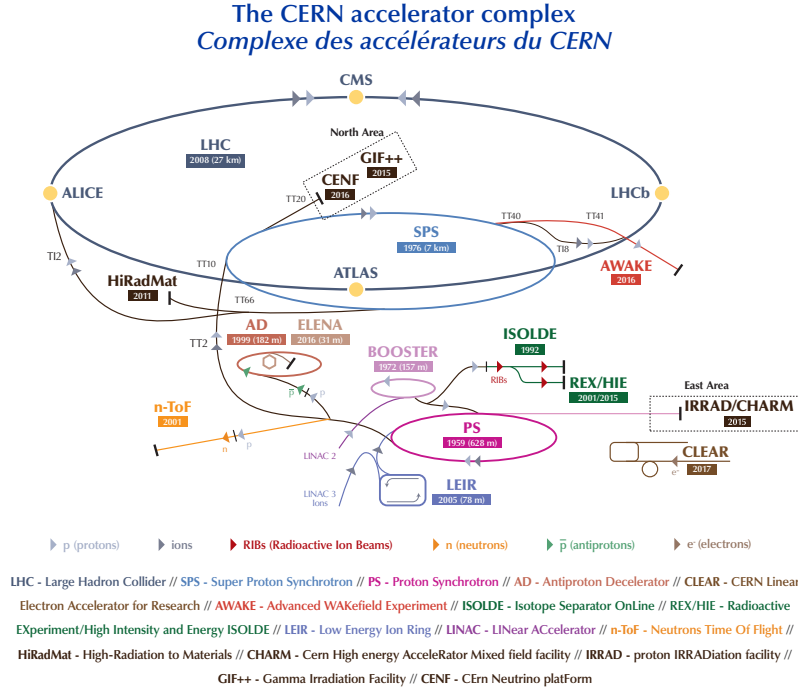 The CERN accelerator complex
Complexe des accélérateurs du CERN
CMS
North Area
LHC
2008 (27 km)
GIF++
2015
CENF
2016
ALICE
LHCb
TT20
TT40
TT41
SPS
1976 (7 km)
TI2
TT10
TI8
AWAKE
2016
ATLAS
HiRadMat
2011
TT66
AD
1999 (182 m)
ELENA
2016 (31 m)
TT2
ISOLDE
1992
BOOSTER
1972 (157 m)
RIBs
REX/HIE
2001/2015
East Area
p
p
IRRAD/CHARM
2015
n-ToF
2001
PS
1959 (628 m)
n
p
LINAC 2
CLEAR
2017
e-
LINAC 3
Ions
LEIR
2005 (78 m)
p (protons)
ions
RIBs (Radioactive Ion Beams)
n (neutrons)
p̅ (antiprotons)
e- (electrons)
LHC - Large Hadron Collider // SPS - Super Proton Synchrotron // PS - Proton Synchrotron // AD - Antiproton Decelerator // CLEAR - CERN Linear
Electron Accelerator for Research // AWAKE - Advanced WAKefield Experiment // ISOLDE - Isotope Separator OnLine // REX/HIE - Radioactive
EXperiment/High Intensity and Energy ISOLDE // LEIR - Low Energy Ion Ring // LINAC - LINear ACcelerator // n-ToF - Neutrons Time Of Flight //
HiRadMat - High-Radiation to Materials // CHARM - Cern High energy AcceleRator Mixed field facility // IRRAD - proton IRRADiation facility //
GIF++ - Gamma Irradiation Facility // CENF - CErn Neutrino platForm